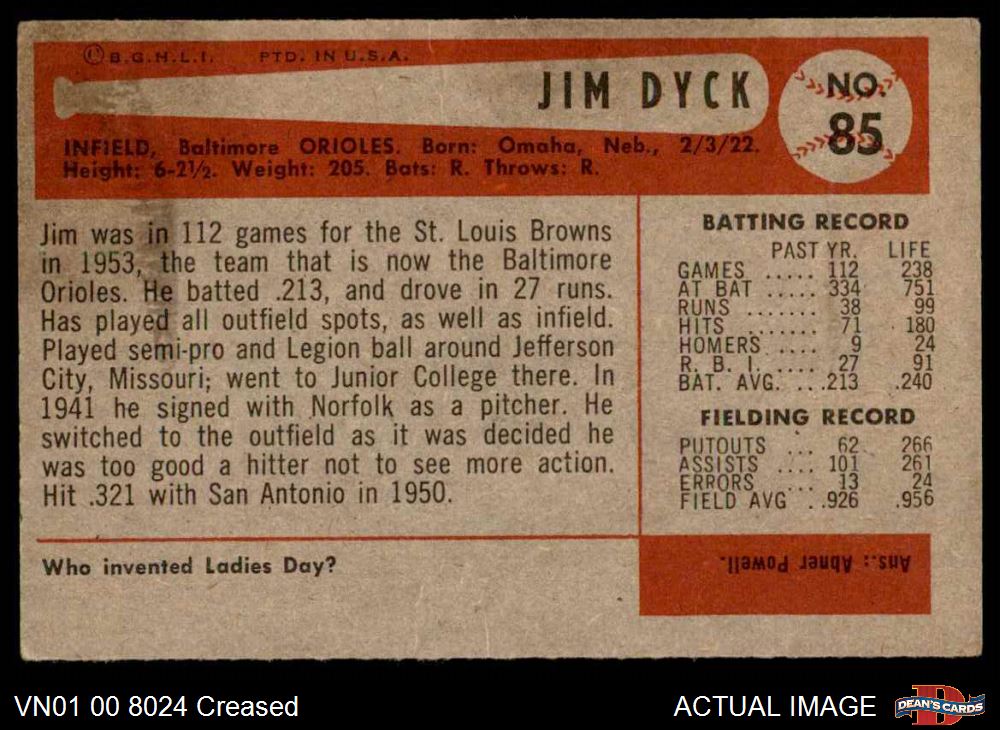 © B.G.H.L.I. PTD. IN U.S.A.
JIM DYCK
NO.
85
INFIELD, Baltimore ORIOLES. Born: Omaha, Neb., 2/3/22.
Height: 6-2½. Weight: 205. Bats: R. Throws: R.
Jim was in 112 games for the St. Louis Browns
in 1953, the team that is now the Baltimore
Orioles. He batted .213, and drove in 27 runs.
Has played all outfield spots, as well as infield.
Played semi-pro and Legion ball around Jefferson
City, Missouri; went to Junior College there. In
1941 he signed with Norfolk as a pitcher. He
switched to the outfield as it was decided he
was too good a hitter not to see more action.
Hit .321 with San Antonio in 1950.
BATTING RECORD
PAST YR. LIFE
GAMES ..... 112 238
AT BAT ..... 334 751
RUNS ....... 38 99
HITS ....... 71 180
HOMERS .... 9 24
R. B. I. .... 27 91
BAT. AVG. ... .213 .240
FIELDING RECORD
PUTOUTS ... 62 266
ASSISTS .... 101 261
ERRORS ... 13 24
FIELD AVG . .926 .956
Who invented Ladies Day?
Ans.: Abner Powell.
VN01 00 8024 Creased
ACTUAL IMAGE
D
DEAN'S CARDS